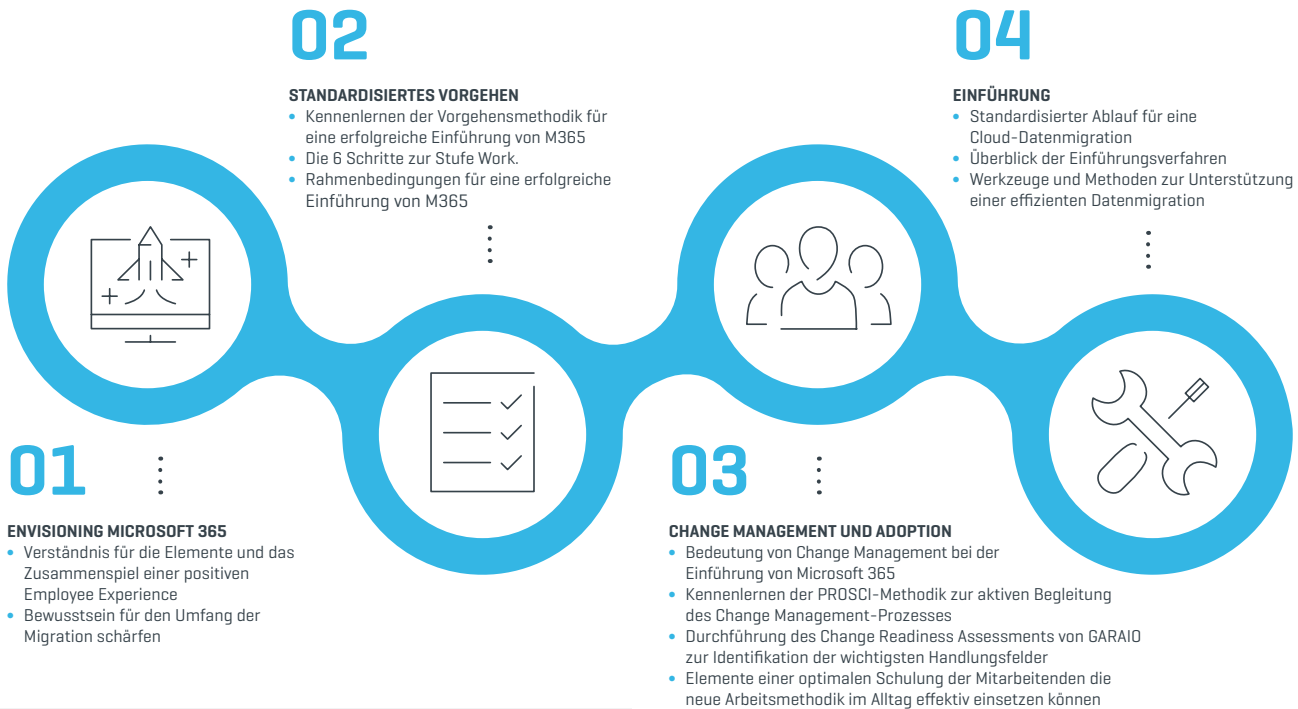 01
ENVISIONING MICROSOFT 365
• Verständnis für die Elemente und das
Zusammenspiel einer positiven
Employee Experience
• Bewusstsein für den Umfang der
Migration schärfen
02
STANDARDISIERTES VORGEHEN
• Kennenlernen der Vorgehensmethodik für
eine erfolgreiche Einführung von M365
• Die 6 Schritte zur Stufe Work.
• Rahmenbedingungen für eine erfolgreiche
Einführung von M365
03
CHANGE MANAGEMENT UND ADOPTION
• Bedeutung von Change Management bei der
Einführung von Microsoft 365
• Kennenlernen der PROSCI-Methodik zur aktiven Begleitung
des Change Management-Prozesses
• Durchführung des Change Readiness Assessments von GARAIO
zur Identifikation der wichtigsten Handlungsfelder
• Elemente einer optimalen Schulung der Mitarbeitenden die
neue Arbeitsmethodik im Alltag effektiv einsetzen können
04
EINFÜHRUNG
• Standardisierter Ablauf für eine
Cloud-Datenmigration
• Überblick der Einführungsverfahren
• Werkzeuge und Methoden zur Unterstützung
einer effizienten Datenmigration